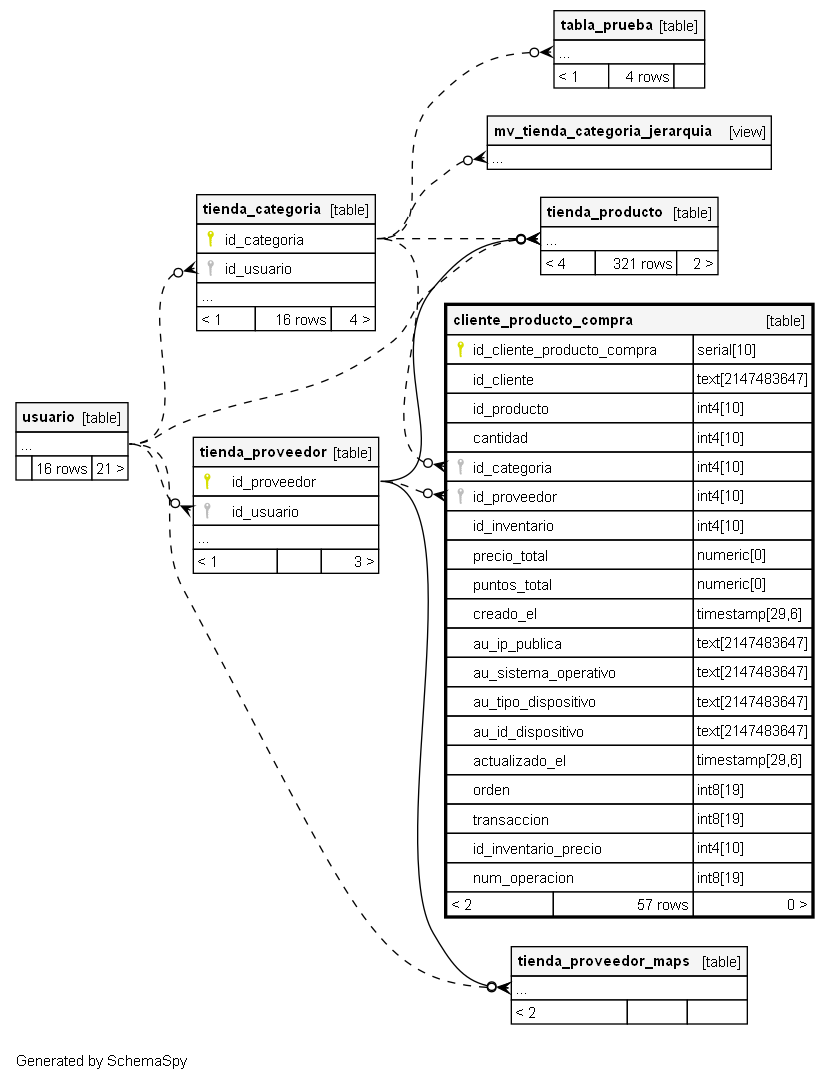 tabla_prueba [table]
...
< 1 4 rows
mv_tienda_categoria_jerarquia [view]
...
tienda_categoria [table]
id_categoria
id_usuario
...
< 1 16 rows 4 >
tienda_producto [table]
...
< 4 321 rows 2 >
cliente_producto_compra [table]
id_cliente_producto_compra serial[10]
id_cliente text[2147483647]
id_producto int4[10]
cantidad int4[10]
id_categoria int4[10]
id_proveedor int4[10]
id_inventario int4[10]
precio_total numeric[0]
puntos_total numeric[0]
creado_el timestamp[29,6]
au_ip_publica text[2147483647]
au_sistema_operativo text[2147483647]
au_tipo_dispositivo text[2147483647]
au_id_dispositivo text[2147483647]
actualizado_el timestamp[29,6]
orden int8[19]
transaccion int8[19]
id_inventario_precio int4[10]
num_operacion int8[19]
< 2 57 rows 0 >
usuario [table]
...
16 rows 21 >
tienda_proveedor [table]
id_proveedor
id_usuario
...
< 1 3 >
tienda_proveedor_maps [table]
...
< 2
Generated by SchemaSpy